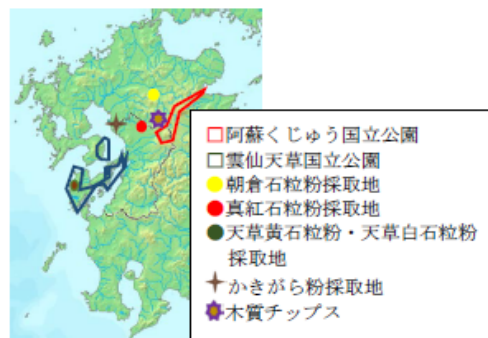 阿蘇くじゅう国立公園
雲仙天草国立公園
朝倉石粒粉採取地
真紅石粒粉採取地
天草黄石粒粉・天草白石粒粉
採取地
かきがら粉採取地
木質チップス